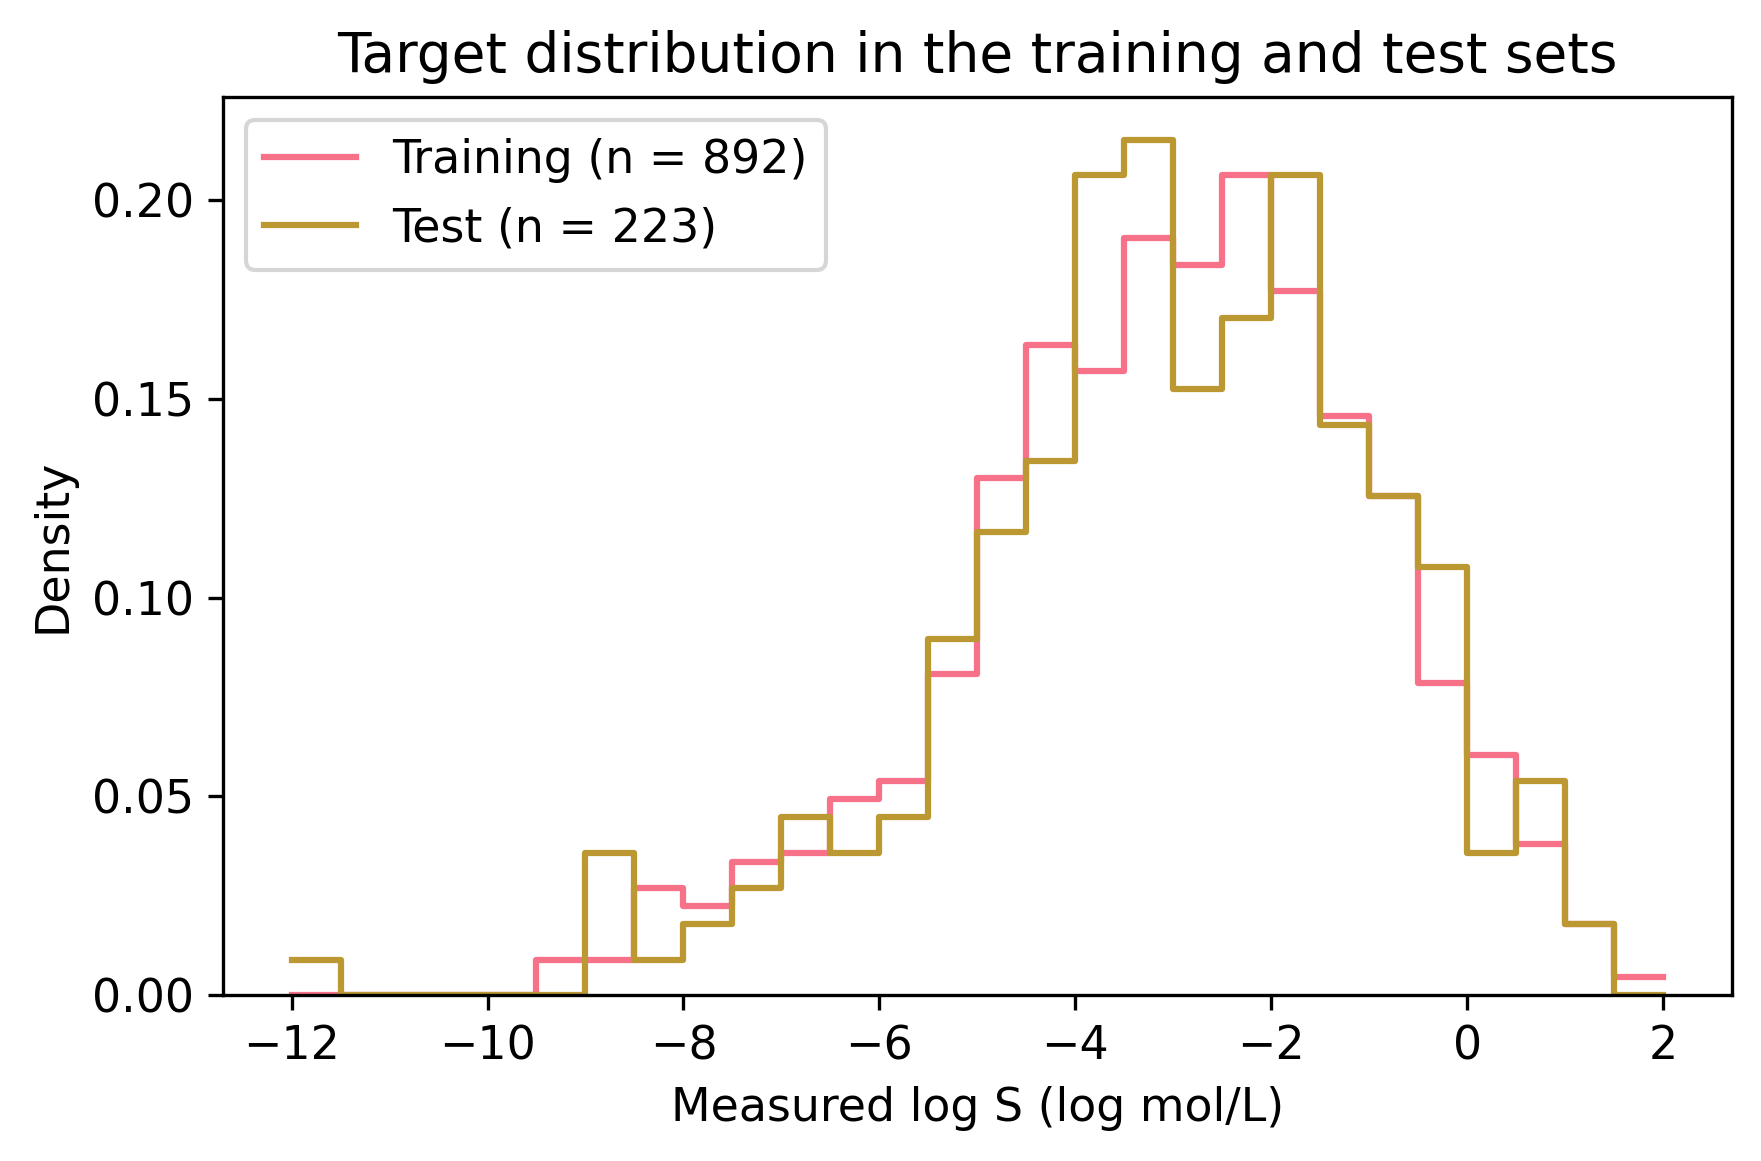 Target distribution in the training and test sets
Training (n = 892)
Test (n = 223)
0.20
0.15
0.10
0.05
0.00
Density
−12 −10 −8 −6 −4 −2 0 2
Measured log S (log mol/L)